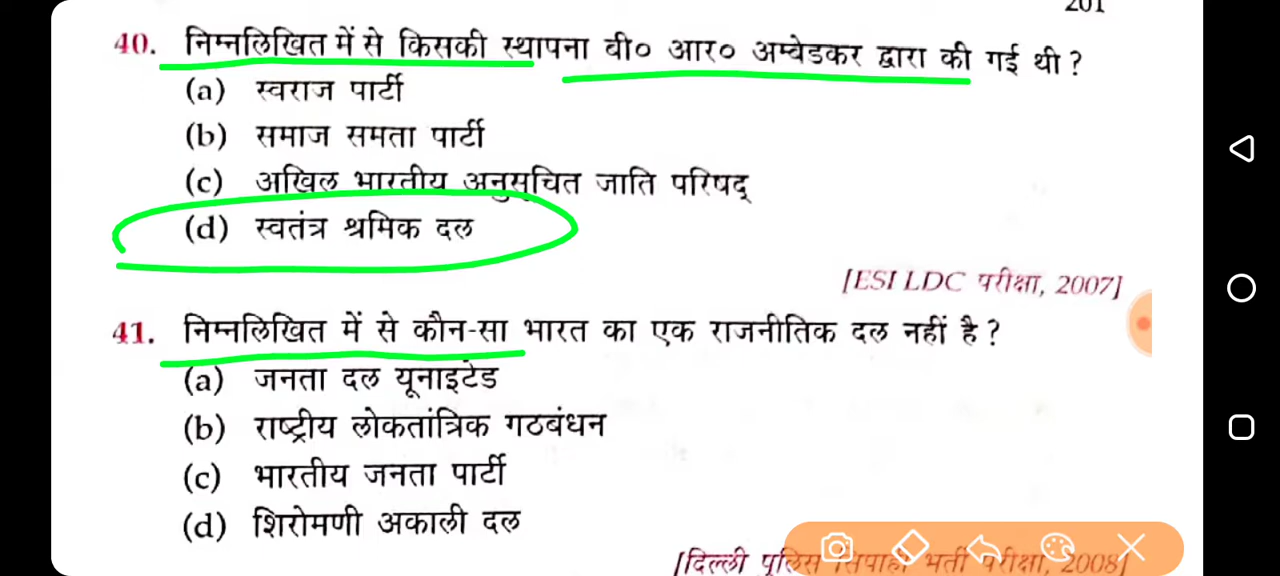 201
40. निम्नलिखित में से किसकी स्थापना बी० आर० अम्बेडकर द्वारा की गई थी ?
(a) स्वराज पार्टी
(b) समाज समता पार्टी
(c) अखिल भारतीय अनुसूचित जाति परिषद्
(d) स्वतंत्र श्रमिक दल
[ESI LDC परीक्षा, 2007]
41. निम्नलिखित में से कौन-सा भारत का एक राजनीतिक दल नहीं है ?
(a) जनता दल यूनाइटेड
(b) राष्ट्रीय लोकतांत्रिक गठबंधन
(c) भारतीय जनता पार्टी
(d) शिरोमणी अकाली दल
[दिल्ली पुलिस सिपाही भर्ती परीक्षा, 2008]